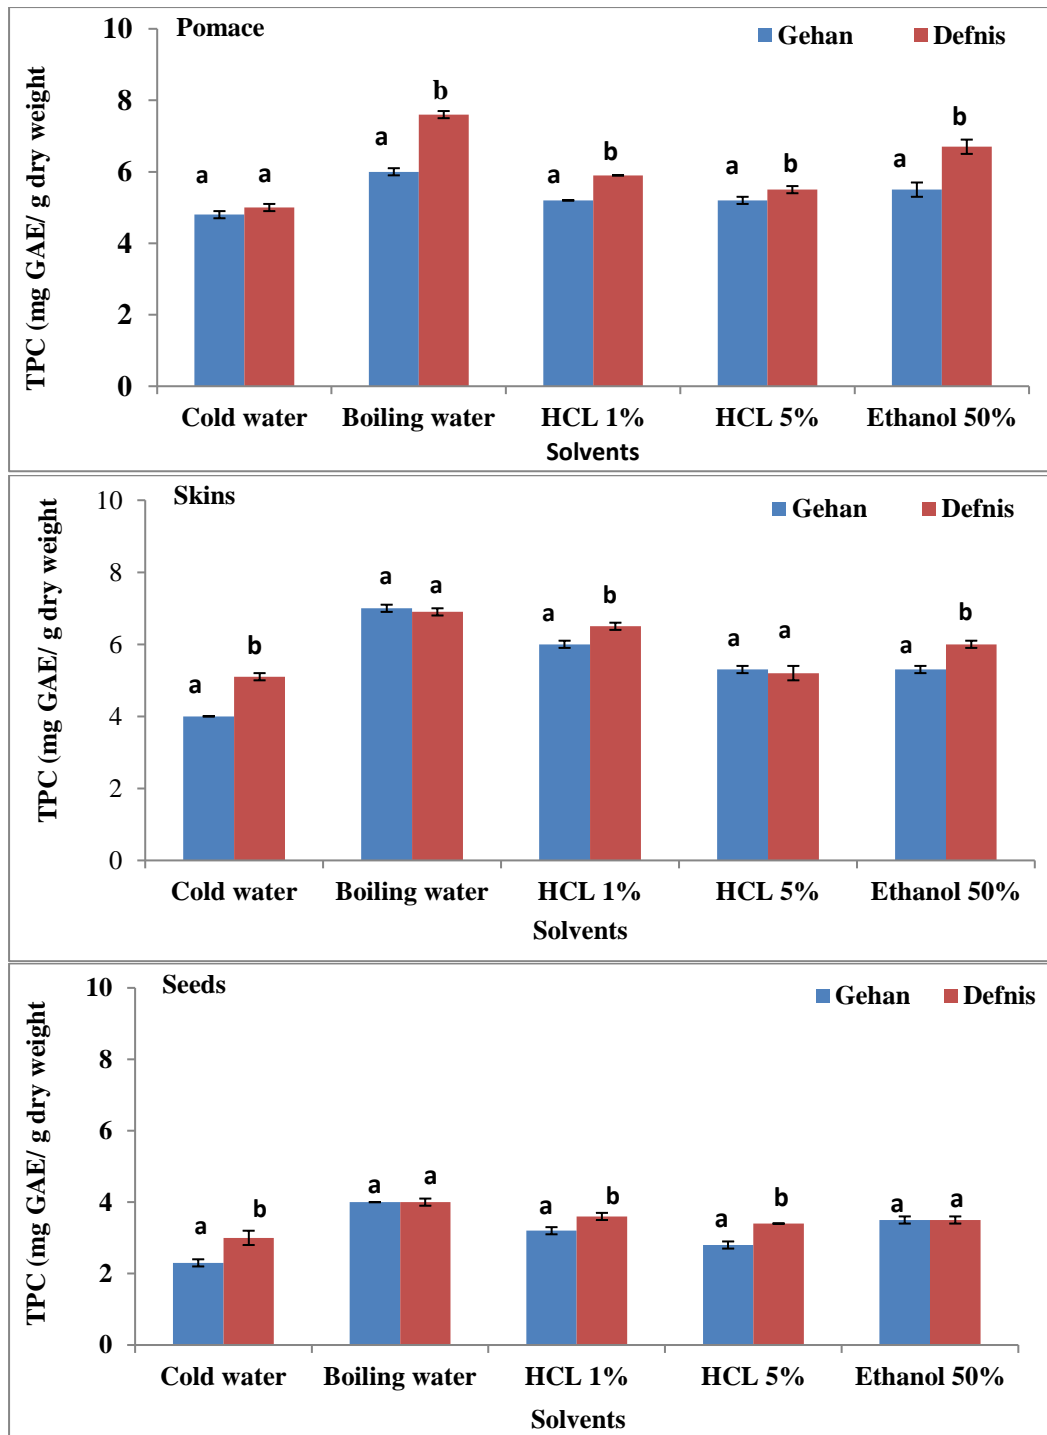 Pomace
Gehan Defnis
TPC (mg GAE/ g dry weight
10
8
6
4
2
0
a a a b a b a b a b
Cold water Boiling water HCL 1% HCL 5% Ethanol 50%
Solvents
Skins
Gehan Defnis
TPC (mg GAE/ g dry weight
10
8
6
4
2
0
a b a a a b a a a b
Cold water Boiling water HCL 1% HCL 5% Ethanol 50%
Solvents
Seeds
Gehan Defnis
TPC (mg GAE/ g dry weight
10
8
6
4
2
0
a b a a a b a b a a
Cold water Boiling water HCL 1% HCL 5% Ethanol 50%
Solvents